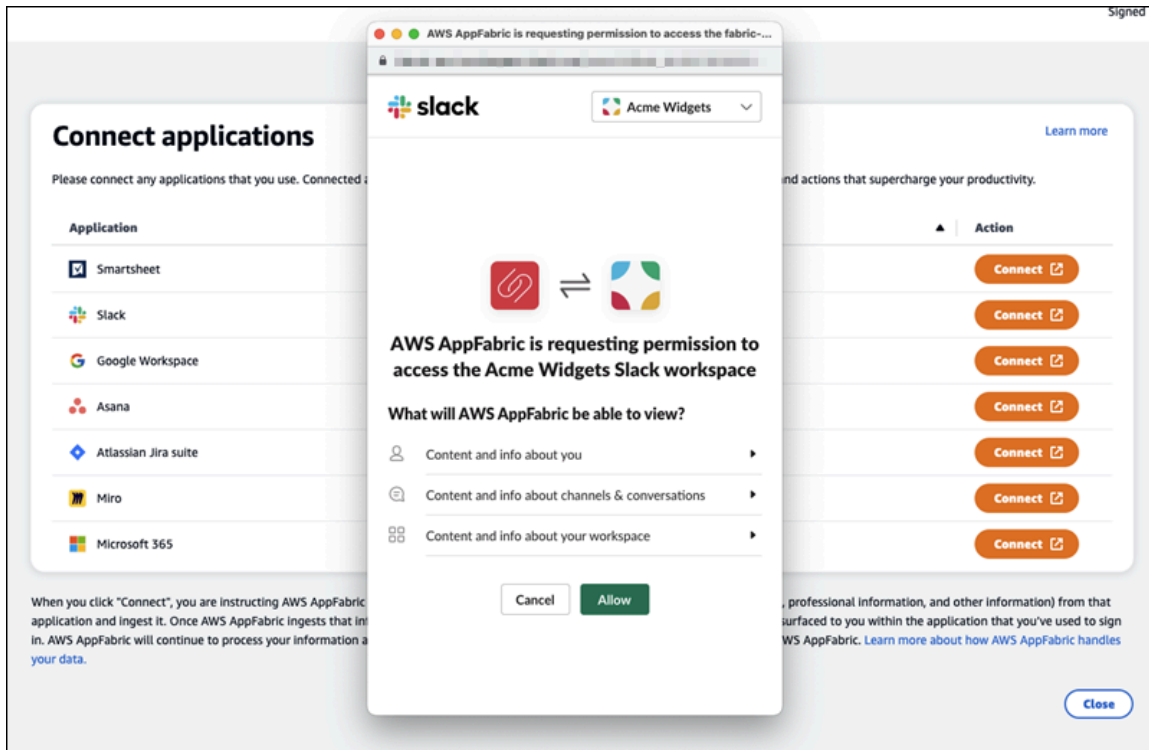 Signed
AWS AppFabric is requesting permission to access the fabric-...
slack
Acme Widgets
Connect applications
Learn more
Please connect any applications that you use. Connected
nd actions that supercharge your productivity.
Application
Action
Smartsheet
Connect
Slack
Connect
Google Workspace
Connect
Asana
Connect
Atlassian Jira suite
Connect
Miro
Connect
Microsoft 365
Connect
AWS AppFabric is requesting permission to
access the Acme Widgets Slack workspace
What will AWS AppFabric be able to view?
Content and info about you
Content and info about channels & conversations
Content and info about your workspace
Cancel
Allow
When you click "Connect", you are instructing AWS AppFabric
, professional information, and other information) from that
application and ingest it. Once AWS AppFabric ingests that
surfaced to you within the application that you've used to sign
in. AWS AppFabric will continue to process your information
WS AppFabric. Learn more about how AWS AppFabric handles
your data.
Close